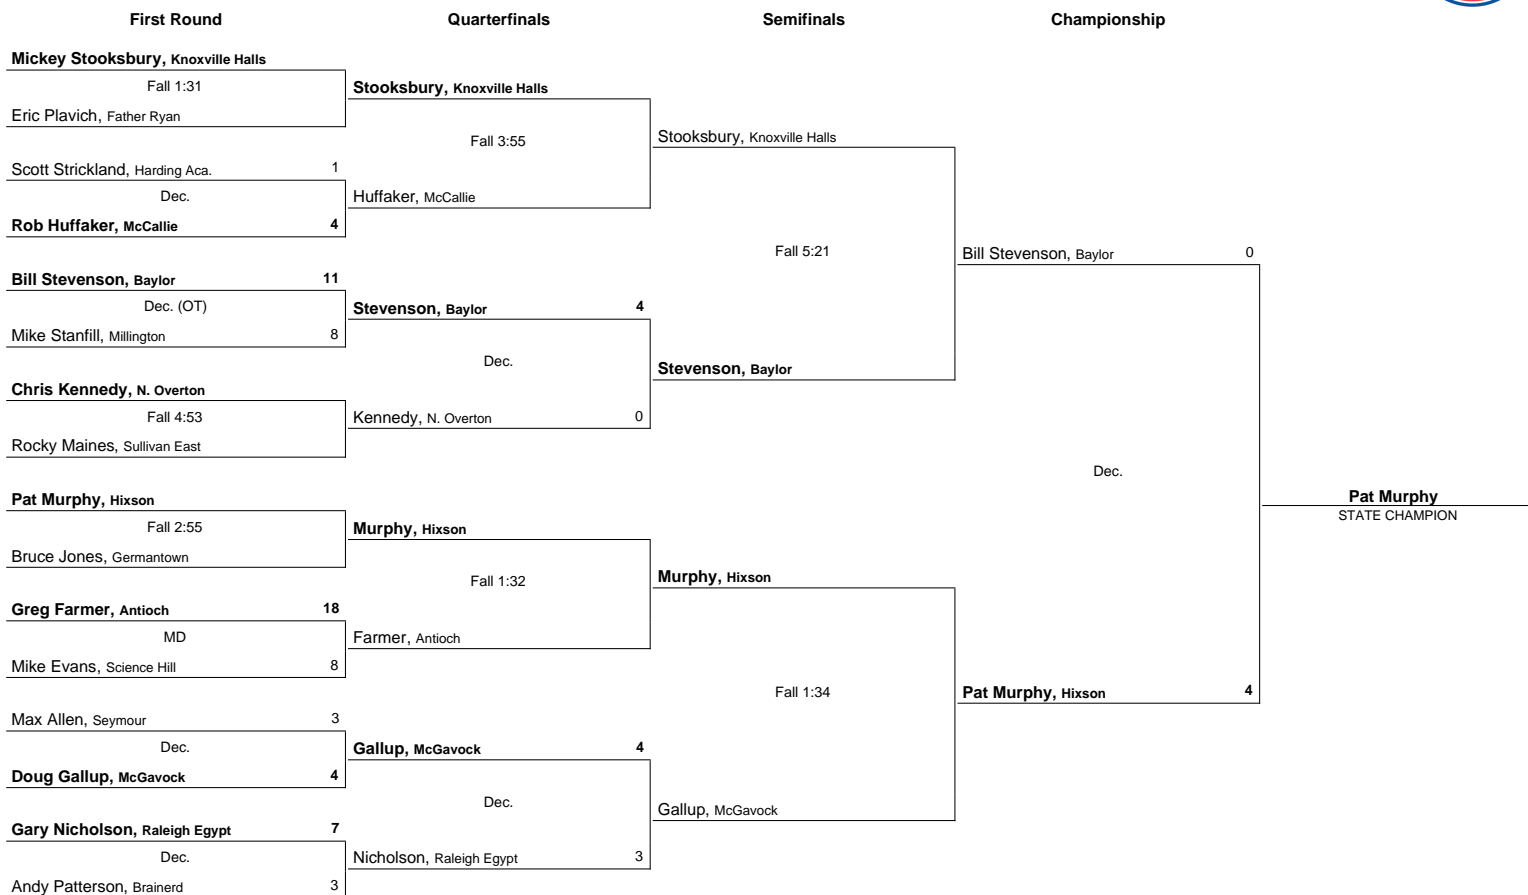 First Round Quarterfinals Semifinals Championship
Mickey Stooksbury, Knoxville Halls
Fall 1:31
Eric Plavich, Father Ryan
Scott Strickland, Harding Aca. 1
Dec.
Rob Huffaker, McCallie 4
Bill Stevenson, Baylor 11
Dec. (OT)
Mike Stanfill, Millington 8
Chris Kennedy, N. Overton
Fall 4:53
Rocky Maines, Sullivan East
Pat Murphy, Hixson
Fall 2:55
Bruce Jones, Germantown
Greg Farmer, Antioch 18
MD
Mike Evans, Science Hill 8
Max Allen, Seymour 3
Dec.
Doug Gallup, McGavock 4
Gary Nicholson, Raleigh Egypt 7
Dec.
Andy Patterson, Brainerd 3
Stooksbury, Knoxville Halls
Fall 3:55
Huffaker, McCallie
Stevenson, Baylor 4
Dec.
Kennedy, N. Overton 0
Murphy, Hixson
Fall 1:32
Farmer, Antioch
Gallup, McGavock 4
Dec.
Nicholson, Raleigh Egypt 3
Stooksbury, Knoxville Halls
Fall 5:21
Stevenson, Baylor
Murphy, Hixson
Fall 1:34
Gallup, McGavock
Bill Stevenson, Baylor 0
Dec.
Pat Murphy, Hixson 4
Pat Murphy
STATE CHAMPION